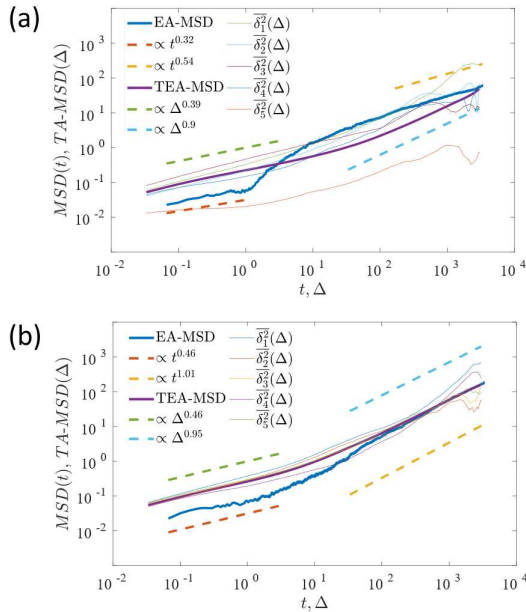 (a)
EA-MSD
∝ t^0.32
∝ t^0.54
TEA-MSD
∝ Δ^0.39
∝ Δ^0.9
δ̅₁²(Δ)
δ̅₂²(Δ)
δ̅₃²(Δ)
δ̅₄²(Δ)
δ̅₅²(Δ)
MSD(t), TA-MSD(Δ)
10^3
10^2
10^1
10^0
10^-1
10^-2
10^-2 10^-1 10^0 10^1 10^2 10^3 10^4
t, Δ
(b)
EA-MSD
∝ t^0.46
∝ t^1.01
TEA-MSD
∝ Δ^0.46
∝ Δ^0.95
δ̅₁²(Δ)
δ̅₂²(Δ)
δ̅₃²(Δ)
δ̅₄²(Δ)
δ̅₅²(Δ)
MSD(t), TA-MSD(Δ)
10^3
10^2
10^1
10^0
10^-1
10^-2
10^-2 10^-1 10^0 10^1 10^2 10^3 10^4
t, Δ